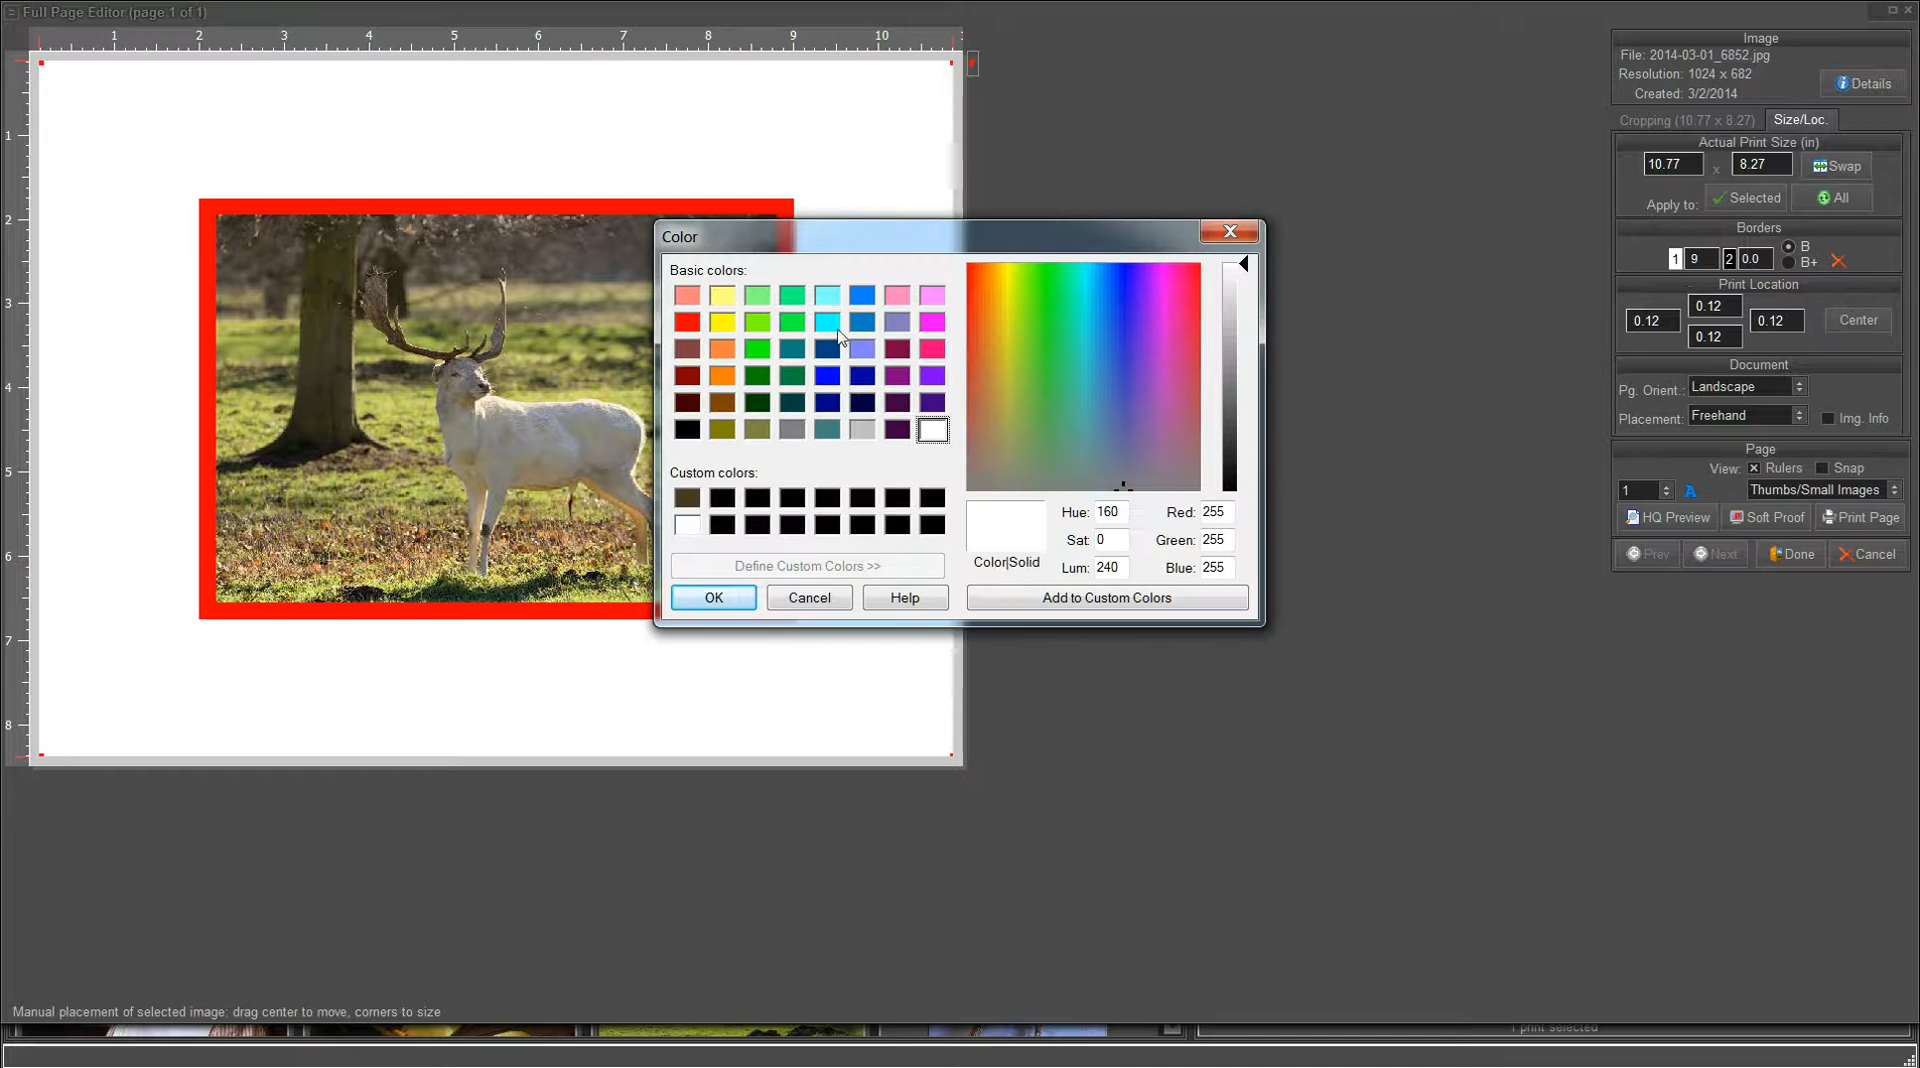 Full Page Editor (page 1 of 1)
1 2 3 4 5 6 7 8 9 10
1
2
3
4
5
6
7
8
Color
Basic colors:
Custom colors:
Define Custom Colors >>
OK Cancel Help
Color|Solid
Hue: 160 Red: 255
Sat: 0 Green: 255
Lum: 240 Blue: 255
Add to Custom Colors
Image
File: 2014-03-01_6852.jpg
Resolution: 1024 x 682
Created: 3/2/2014
Details
Cropping (10.77 x 8.27) Size/Loc.
Actual Print Size (in)
10.77 x 8.27 Swap
Apply to: Selected All
Borders
1 9 2 0.0 B
B+
Print Location
0.12
0.12 0.12 Center
0.12
Document
Pg. Orient.: Landscape
Placement: Freehand Img. Info
Page
View: Rulers Snap
1 A Thumbs/Small Images
HQ Preview Soft Proof Print Page
Prev Next Done Cancel
Manual placement of selected image: drag center to move, corners to size
1 print selected